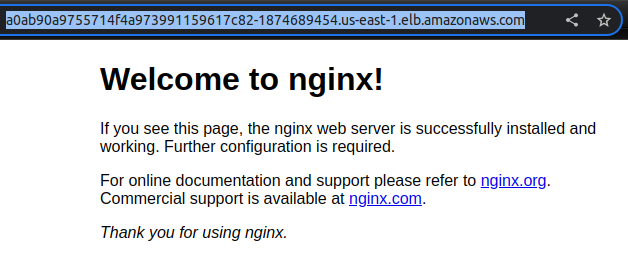 a0ab90a9755714f4a973991159617c82-1874689454.us-east-1.elb.amazonaws.com
Welcome to nginx!
If you see this page, the nginx web server is successfully installed and
working. Further configuration is required.
For online documentation and support please refer to nginx.org.
Commercial support is available at nginx.com.
Thank you for using nginx.